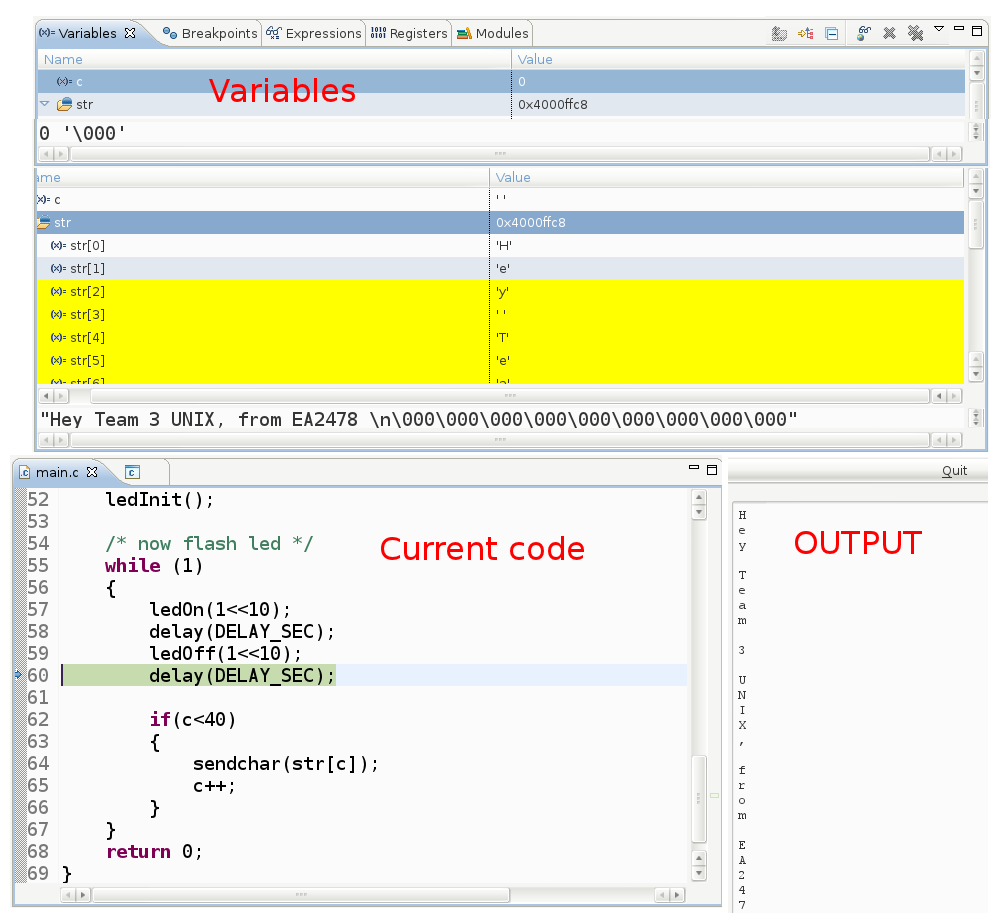 (x)= Variables Breakpoints Expressions 1010 0101 Registers Modules
Name Value
(x)= c 0
str 0x4000ffc8
Variables
0 '\000'
me Value
x)= c ' '
str 0x4000ffc8
(x)= str[0] 'H'
(x)= str[1] 'e'
(x)= str[2] 'y'
(x)= str[3] ' '
(x)= str[4] 'T'
(x)= str[5] 'e'
(x)= str[6] 'a'
"Hey Team 3 UNIX, from EA2478 \n\000\000\000\000\000\000\000\000\000"
.c main.c c
52 ledInit();
53
54 /* now flash led */
55 while (1)
56 {
57 ledOn(1<<10);
58 delay(DELAY_SEC);
59 ledOff(1<<10);
60 delay(DELAY_SEC);
61
62 if(c<40)
63 {
64 sendchar(str[c]);
65 c++;
66 }
67 }
68 return 0;
69 }
Current code
Quit
OUTPUT
H
e
y
T
e
a
m
3
U
N
I
X
,
f
r
o
m
E
A
2
4
7